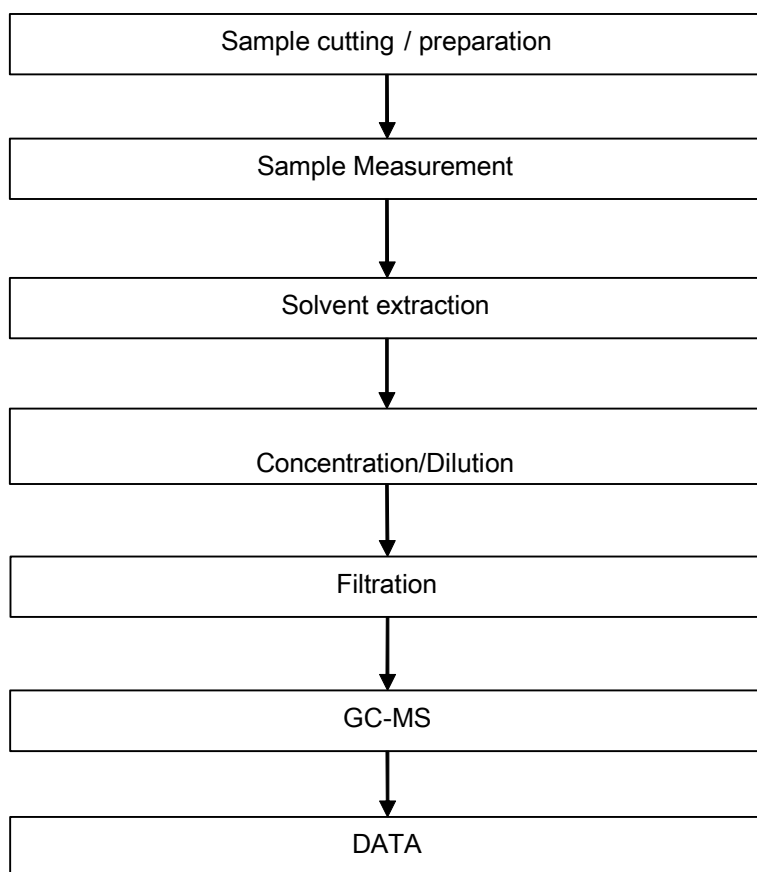 Sample cutting / preparation
Sample Measurement
Solvent extraction
Concentration/Dilution
Filtration
GC-MS
DATA